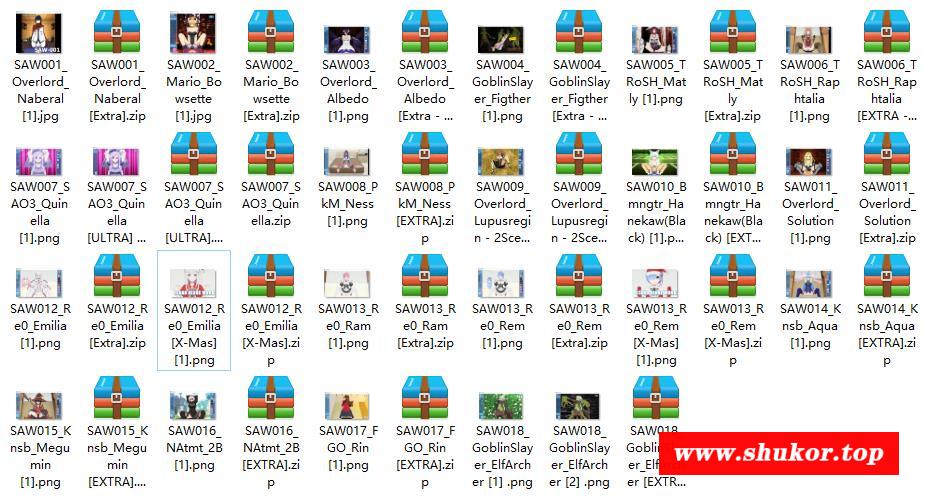 SAW001_Overlord_Naberal [1].jpg
SAW001_Overlord_Naberal [Extra].zip
SAW002_Mario_Bowsette [1].jpg
SAW002_Mario_Bowsette [Extra].zip
SAW003_Overlord_Albedo [1].png
SAW003_Overlord_Albedo (Extra - ...
SAW004_GoblinSlayer_Figther [1].png
SAW004_GoblinSlayer_Figther (Extra - ...
SAW005_TRoSH_Matly [1].png
SAW005_TRoSH_Matly [Extra].zip
SAW006_TRoSH_Raphtalia [1].png
SAW006_TRoSH_Raphtalia [EXTRA -...
SAW007_SAO3_Quinella [1].png
SAW007_SAO3_Quinella [ULTRA] ...
SAW007_SAO3_Quinella [ULTRA]....
SAW007_SAO3_Quinella.zip
SAW008_PkM_Ness [1].png
SAW008_PkM_Ness [EXTRA].zip
SAW009_Overlord_Lupusregin - 2Sce...
SAW009_Overlord_Lupusregin - 2Sce...
SAW010_Bmngtr_Hanekaw(Black) [1].p...
SAW010_Bmngtr_Hanekaw(Black) [EXT...
SAW011_Overlord_Solution [1].png
SAW011_Overlord_Solution [Extra].zip
SAW012_Re0_Emilia [1].png
SAW012_Re0_Emilia [Extra].zip
SAW012_Re0_Emilia [X-Mas] [1].png
SAW012_Re0_Emilia [X-Mas].zip
SAW013_Re0_Ram [1].png
SAW013_Re0_Ram [Extra].zip
SAW013_Re0_Rem [1].png
SAW013_Re0_Rem [Extra].zip
SAW013_Re0_Rem [X-Mas] [1].png
SAW013_Re0_Rem [X-Mas].zip
SAW014_Knsb_Aqua [1].png
SAW014_Knsb_Aqua [EXTRA].zip
SAW015_Knsb_Megumin [1].png
SAW015_Knsb_Megumin [EXTRA]....
SAW016_NAtmt_2B [1].png
SAW016_NAtmt_2B [EXTRA].zip
SAW017_FGO_Rin [1].png
SAW017_FGO_Rin [EXTRA].zip
SAW018_GoblinSlayer_ElfArcher [1] .png
SAW018_GoblinSlayer_ElfArcher [2] .png
www.shukor.top